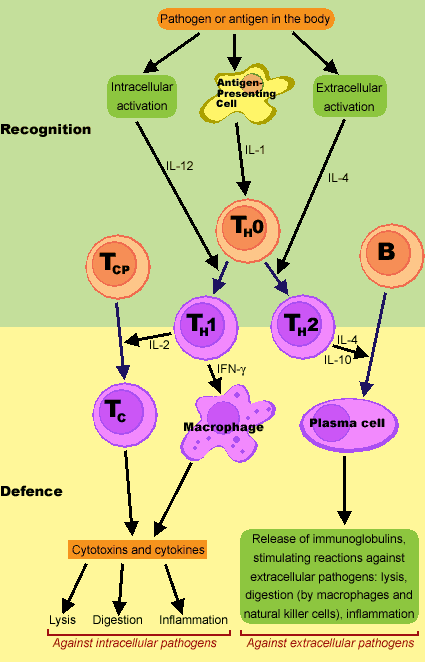 Pathogen or antigen in the body
Intracellular
activation
Antigen-
Presenting
Cell
Extracellular
activation
Recognition
IL-12
IL-1
IL-4
TH0
TCP
B
TH1
TH2
IL-2
IL-4
IL-10
IFN-γ
TC
Macrophage
Plasma cell
Defence
Cytotoxins and cytokines
Release of immunoglobulins,
stimulating reactions against
extracellular pathogens: lysis,
digestion (by macrophages and
natural killer cells), inflammation
Lysis
Digestion
Inflammation
Against intracellular pathogens
Against extracellular pathogens